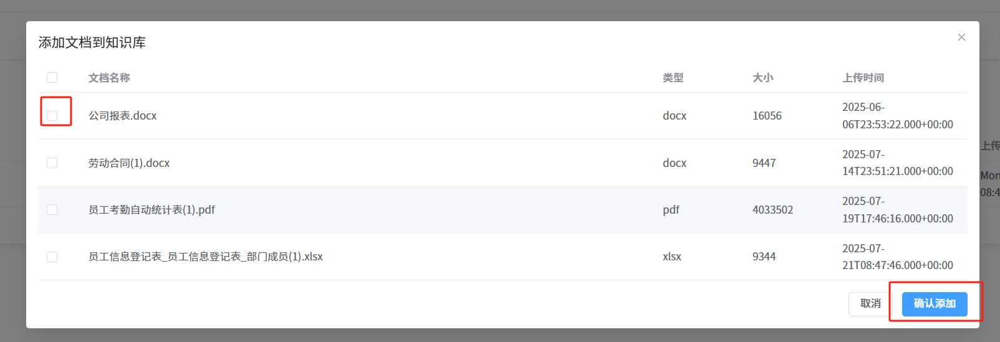 添加文档到知识库
文档名称 类型 大小 上传时间
公司报表.docx docx 16056 2025-06-
06T23:53:22.000+00:00
劳动合同(1).docx docx 9447 2025-07-
14T23:51:21.000+00:00
员工考勤自动统计表(1).pdf pdf 4033502 2025-07-
19T17:46:16.000+00:00
员工信息登记表_员工信息登记表_部门成员(1).xlsx xlsx 9344 2025-07-
21T08:47:46.000+00:00
取消 确认添加
上传
Mon
08:4